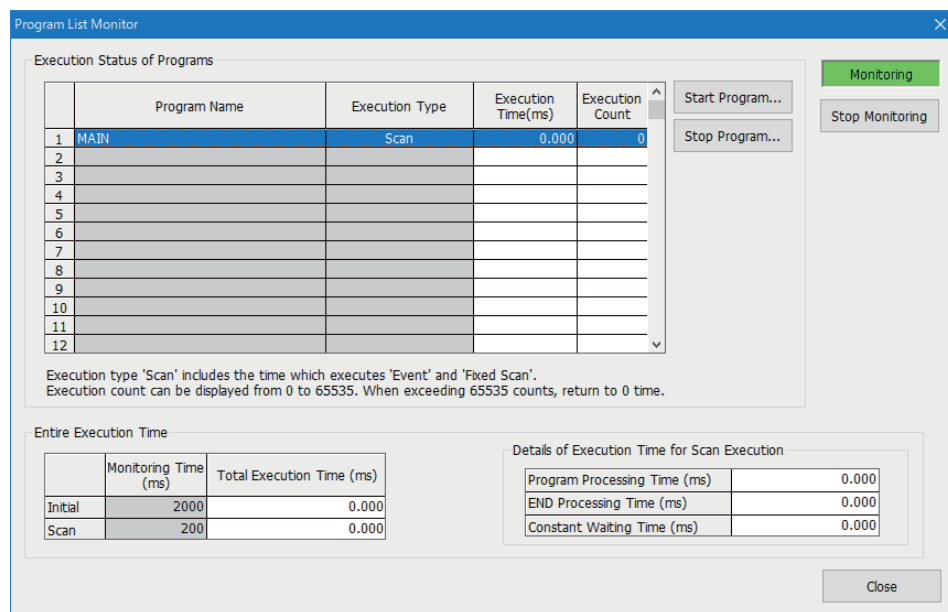 Program List Monitor
Execution Status of Programs
Program Name Execution Type Execution Time(ms) Execution Count
1 MAIN Scan 0.000 0
2
3
4
5
6
7
8
9
10
11
12
Start Program...
Stop Program...
Monitoring
Stop Monitoring
Execution type 'Scan' includes the time which executes 'Event' and 'Fixed Scan'.
Execution count can be displayed from 0 to 65535. When exceeding 65535 counts, return to 0 time.
Entire Execution Time
Monitoring Time (ms) Total Execution Time (ms)
Initial 2000 0.000
Scan 200 0.000
Details of Execution Time for Scan Execution
Program Processing Time (ms) 0.000
END Processing Time (ms) 0.000
Constant Waiting Time (ms) 0.000
Close